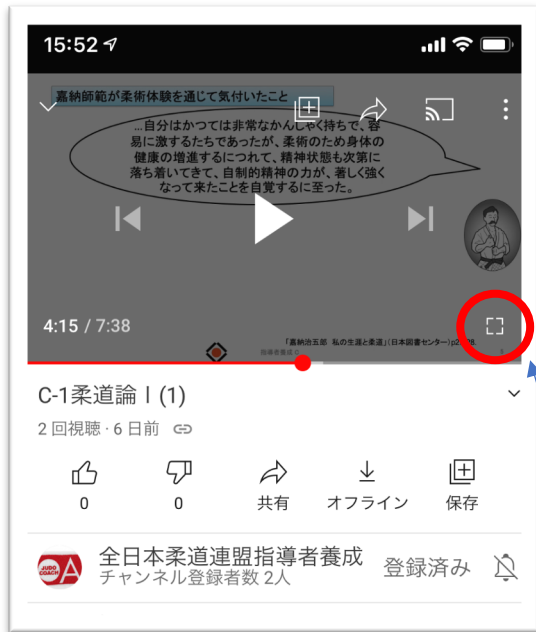 15:52
嘉納師範が柔術体験を通じて気付いたこと
…自分はかつては非常なかんしゃく持ちで、容
易に激するたちであったが、柔術のため身体の
健康の増進するにつれて、精神状態も次第に
落ち着いてきて、自制的精神の力が、著しく強く
なって来たことを自覚するに至った。
4:15 / 7:38
「嘉納治五郎 私の生涯と柔道」(日本図書センター)
指導者養成
C-1柔道論Ⅰ(1)
2 回視聴・6 日前
0
0
共有
オフライン
保存
JUDO
COACH
A
全日本柔道連盟指導者養成
チャンネル登録者数 2人
登録済み